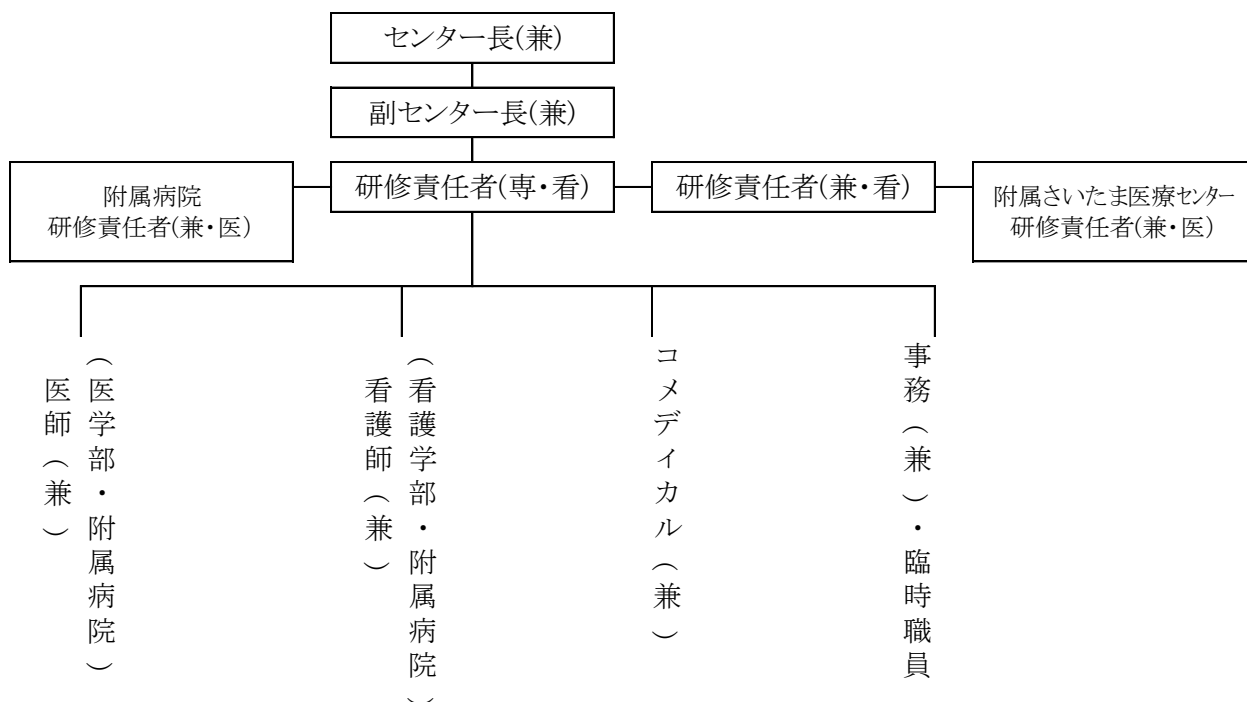 センター長(兼)
副センター長(兼)
附属病院
研修責任者(兼・医)
研修責任者(専・看)
研修責任者(兼・看)
附属さいたま医療センター
研修責任者(兼・医)
（医学部・附属病院）
医師（兼）
（看護学部・附属病院）
看護師（兼）
コメディカル（兼）
事務（兼）・臨時職員